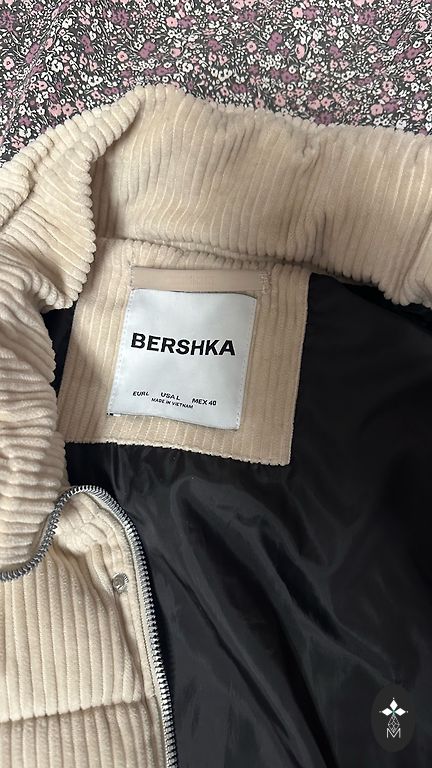 BERSHKA
EUR L USA L MEX 40
MADE IN VIETNAM